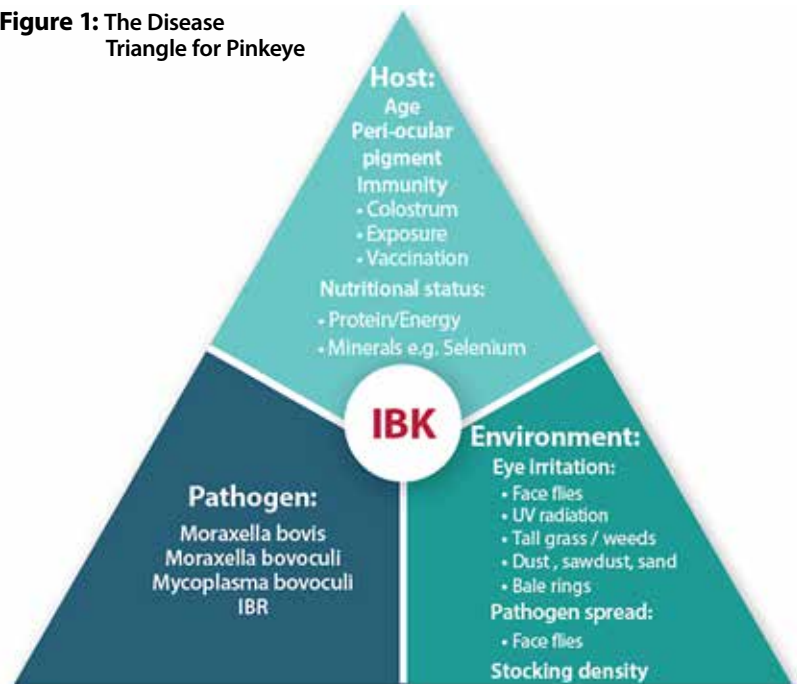 Figure 1: The Disease
Triangle for Pinkeye
Host:
Age
Peri-ocular
pigment
Immunity
• Colostrum
• Exposure
• Vaccination
Nutritional status:
• Protein/Energy
• Minerals e.g. Selenium
IBK
Pathogen:
Moraxella bovis
Moraxella bovoculi
Mycoplasma bovoculi
IBR
Environment:
Eye irritation:
• Face flies
• UV radiation
• Tall grass / weeds
• Dust , sawdust, sand
• Bale rings
Pathogen spread:
• Face flies
Stocking density